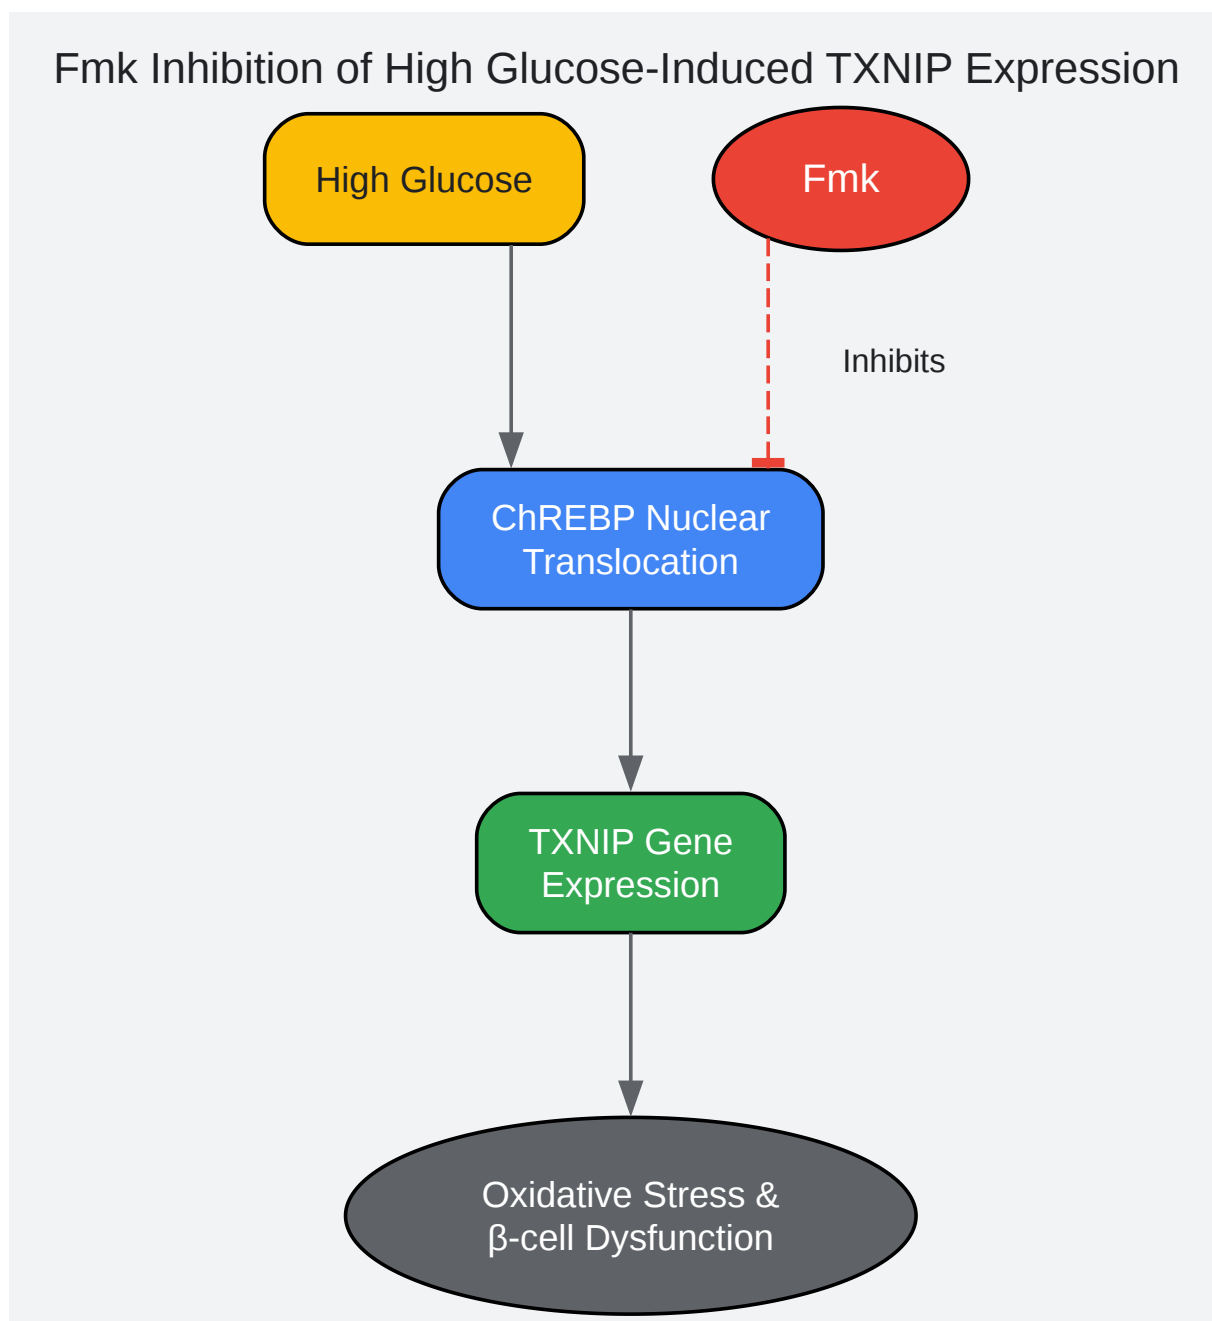 Fmk Inhibition of High Glucose-Induced TXNIP Expression
High Glucose
Fmk
Inhibits
ChREBP Nuclear
Translocation
TXNIP Gene
Expression
Oxidative Stress &
β-cell Dysfunction